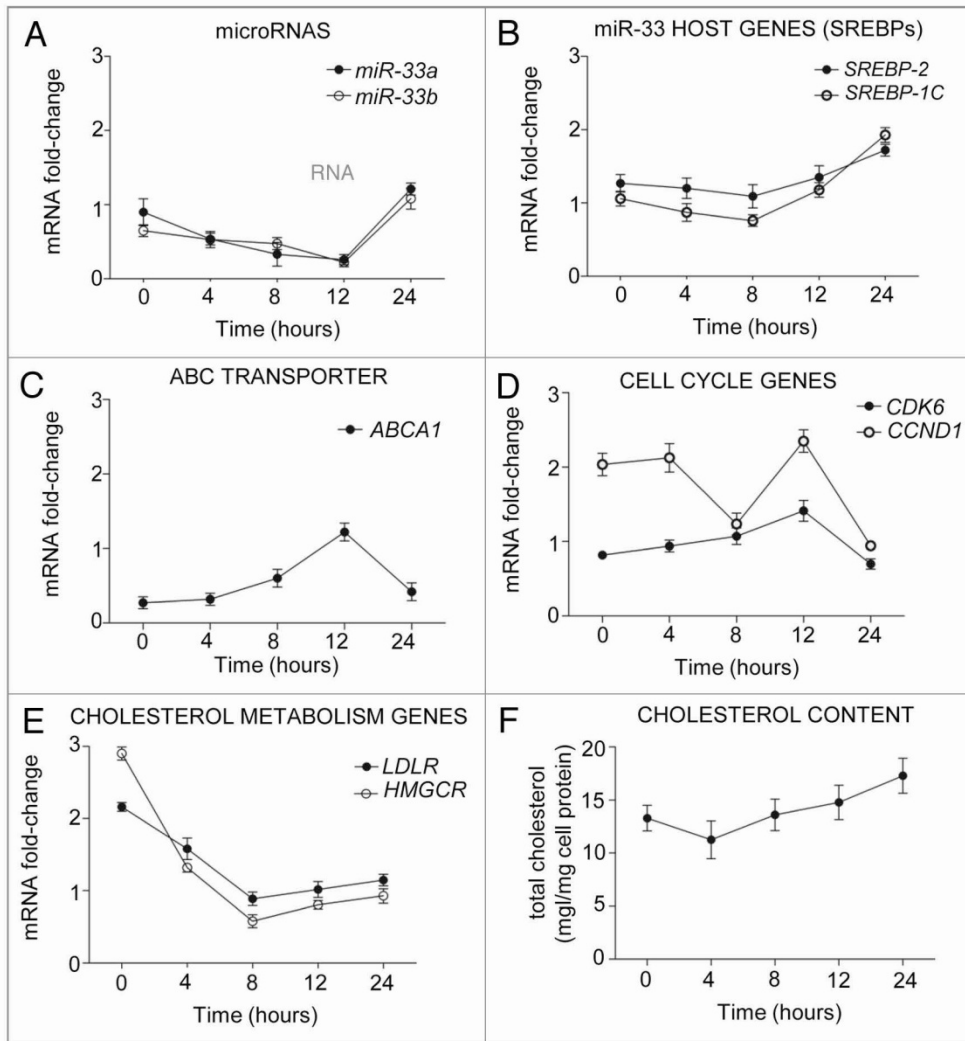 A
microRNAS
mRNA fold-change
3
2
1
0
miR-33a
miR-33b
RNA
0 4 8 12 24
Time (hours)
B
miR-33 HOST GENES (SREBPs)
mRNA fold-change
3
2
1
0
SREBP-2
SREBP-1C
0 4 8 12 24
Time (hours)
C
ABC TRANSPORTER
mRNA fold-change
3
2
1
0
ABCA1
0 4 8 12 24
Time (hours)
D
CELL CYCLE GENES
mRNA fold-change
3
2
1
0
CDK6
CCND1
0 4 8 12 24
Time (hours)
E
CHOLESTEROL METABOLISM GENES
mRNA fold-change
3
2
1
0
LDLR
HMGCR
0 4 8 12 24
Time (hours)
F
CHOLESTEROL CONTENT
total cholesterol
(mgl/mg cell protein)
20
15
10
5
0
0 4 8 12 24
Time (hours)